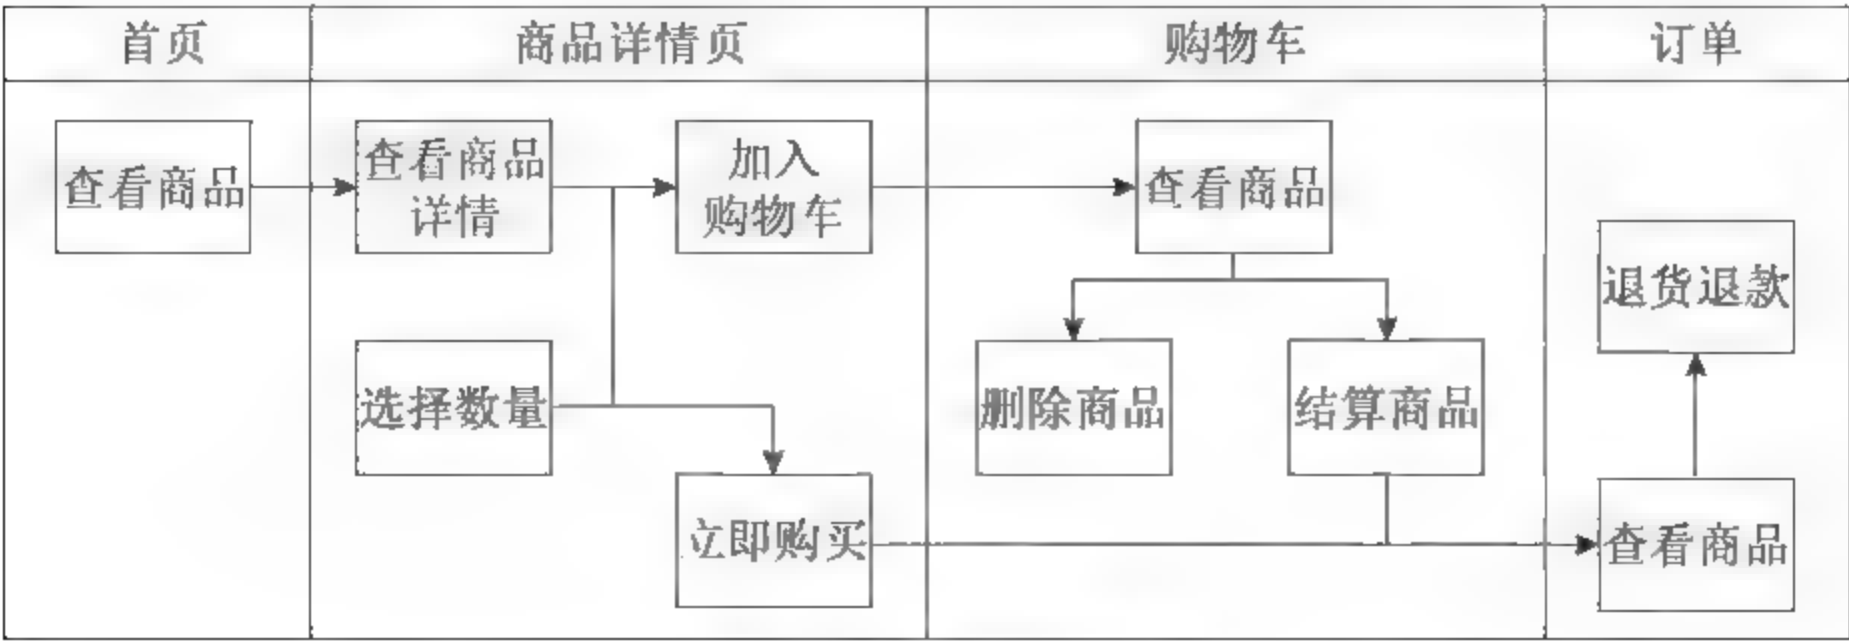 首页
商品详情页
购物车
订单
查看商品
查看商品
详情
加入
购物车
查看商品
退货退款
选择数量
删除商品
结算商品
立即购买
查看商品